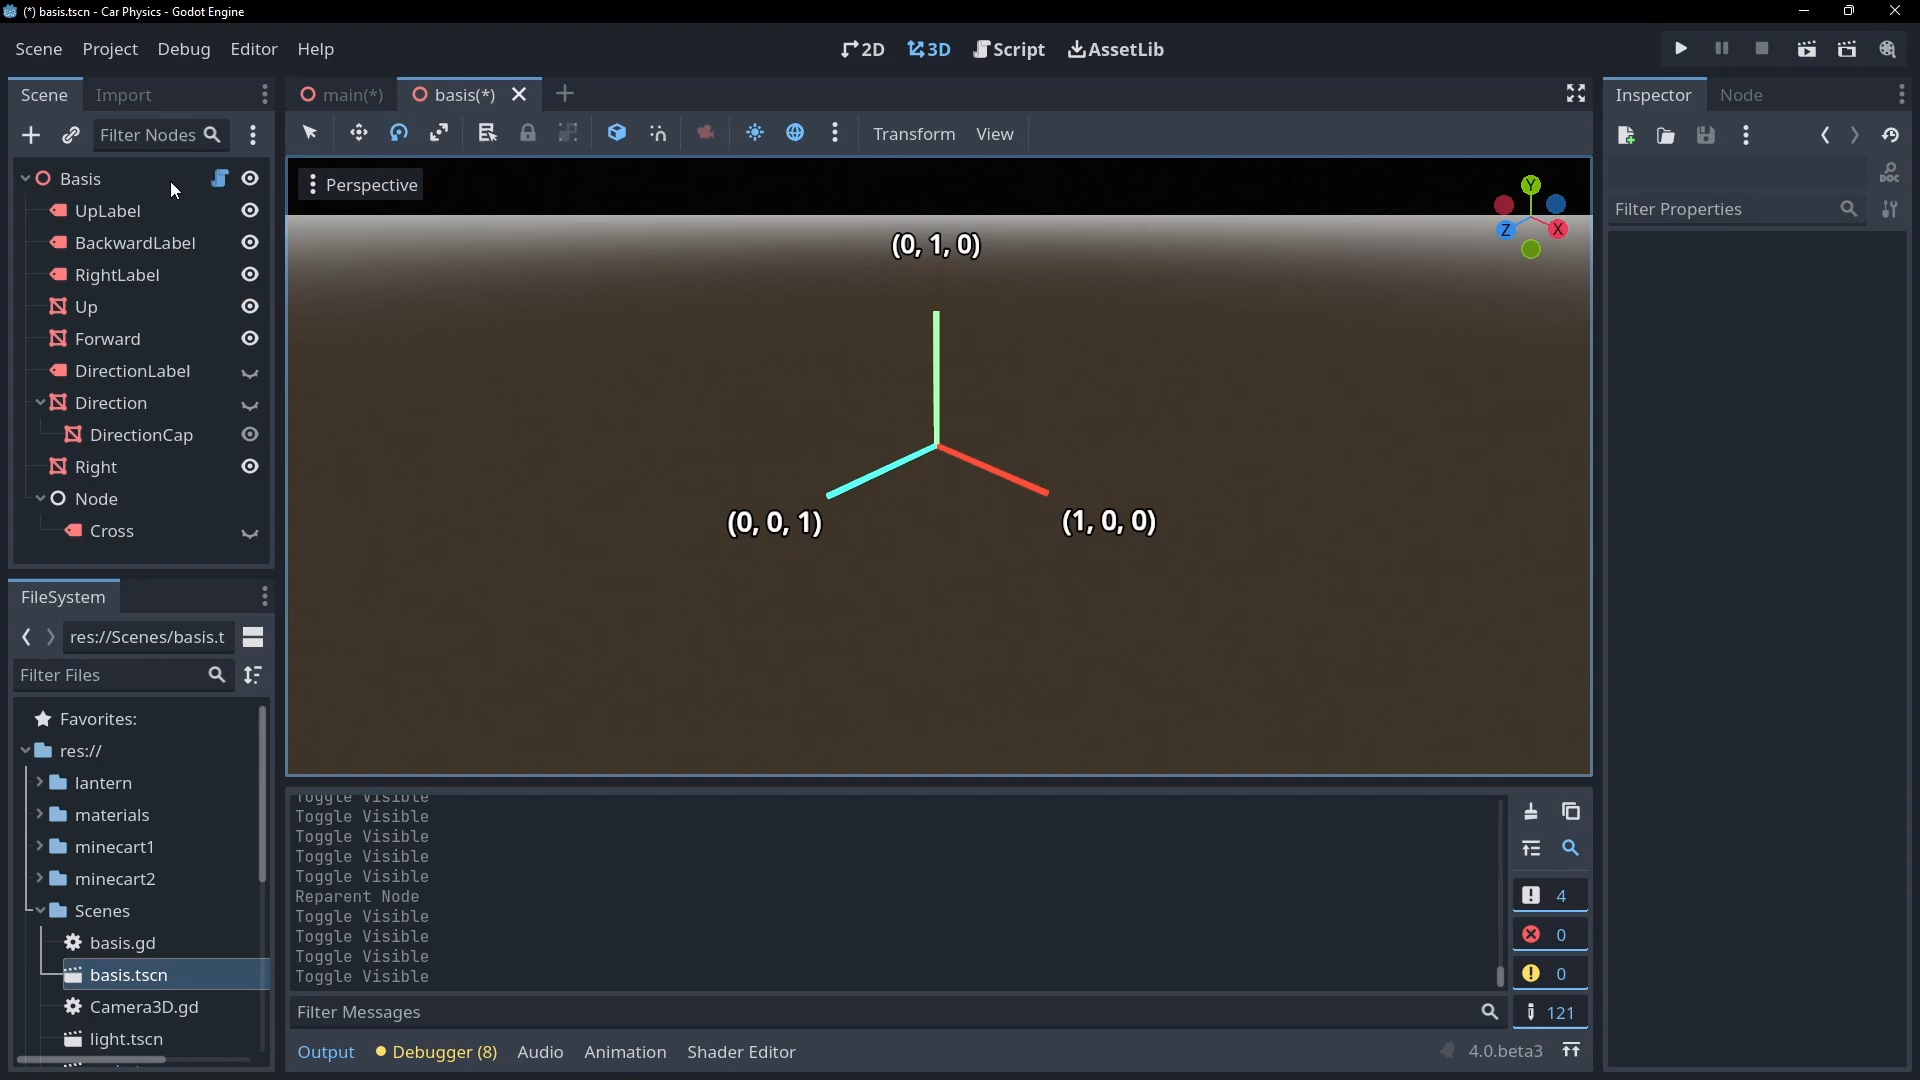 (*) basis.tscn - Car Physics - Godot Engine
Scene Project Debug Editor Help
2D 3D Script AssetLib
Scene Import
main(*) basis(*)
Inspector Node
Filter Nodes
Transform View
Basis
UpLabel
BackwardLabel
RightLabel
Up
Forward
DirectionLabel
Direction
DirectionCap
Right
Node
Cross
Perspective
Y
Z X
(0, 1, 0)
(0, 0, 1)
(1, 0, 0)
DOC
Filter Properties
FileSystem
res://Scenes/basis.t
Filter Files
Favorites:
res://
lantern
materials
minecart1
minecart2
Scenes
basis.gd
basis.tscn
Camera3D.gd
light.tscn
Toggle Visible
Toggle Visible
Toggle Visible
Toggle Visible
Toggle Visible
Reparent Node
Toggle Visible
Toggle Visible
Toggle Visible
Toggle Visible
4
0
0
121
Filter Messages
Output Debugger (8) Audio Animation Shader Editor
4.0.beta3